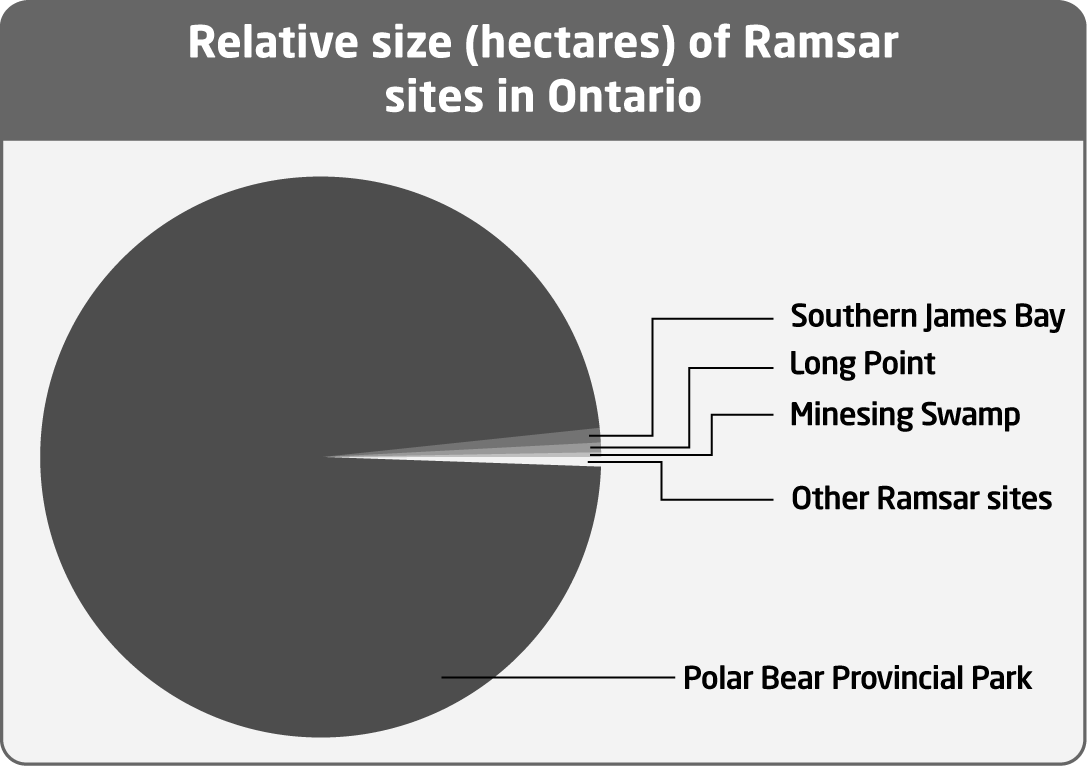 Relative size (hectares) of Ramsar
sites in Ontario
Southern James Bay
Long Point
Minesing Swamp
Other Ramsar sites
Polar Bear Provincial Park